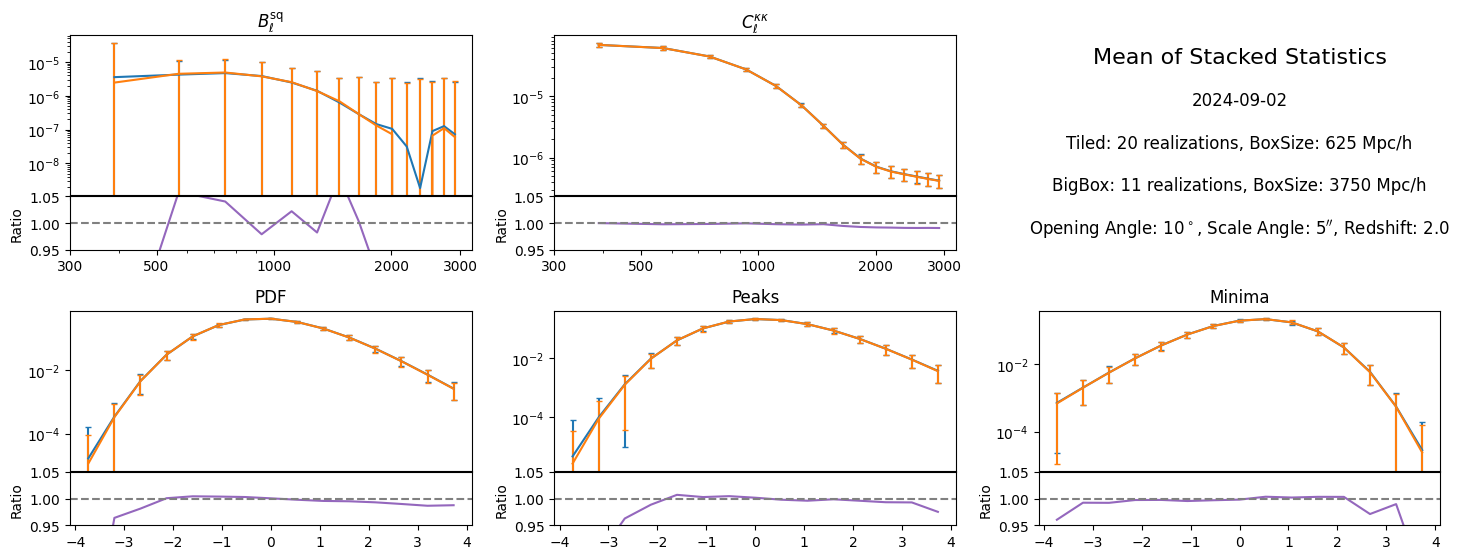 B_ℓ^sq
C_ℓ^κκ
Mean of Stacked Statistics
2024-09-02
Tiled: 20 realizations, BoxSize: 625 Mpc/h
BigBox: 11 realizations, BoxSize: 3750 Mpc/h
Opening Angle: 10°, Scale Angle: 5′′, Redshift: 2.0
10^−5
10^−6
10^−7
10^−8
1.05
1.00
0.95
Ratio
300 500 1000 2000 3000
10^−5
10^−6
1.05
1.00
0.95
Ratio
300 500 1000 2000 3000
PDF
10^−2
10^−4
1.05
1.00
0.95
Ratio
−4 −3 −2 −1 0 1 2 3 4
Peaks
10^−2
10^−4
1.05
1.00
0.95
Ratio
−4 −3 −2 −1 0 1 2 3 4
Minima
10^−2
10^−4
1.05
1.00
0.95
Ratio
−4 −3 −2 −1 0 1 2 3 4